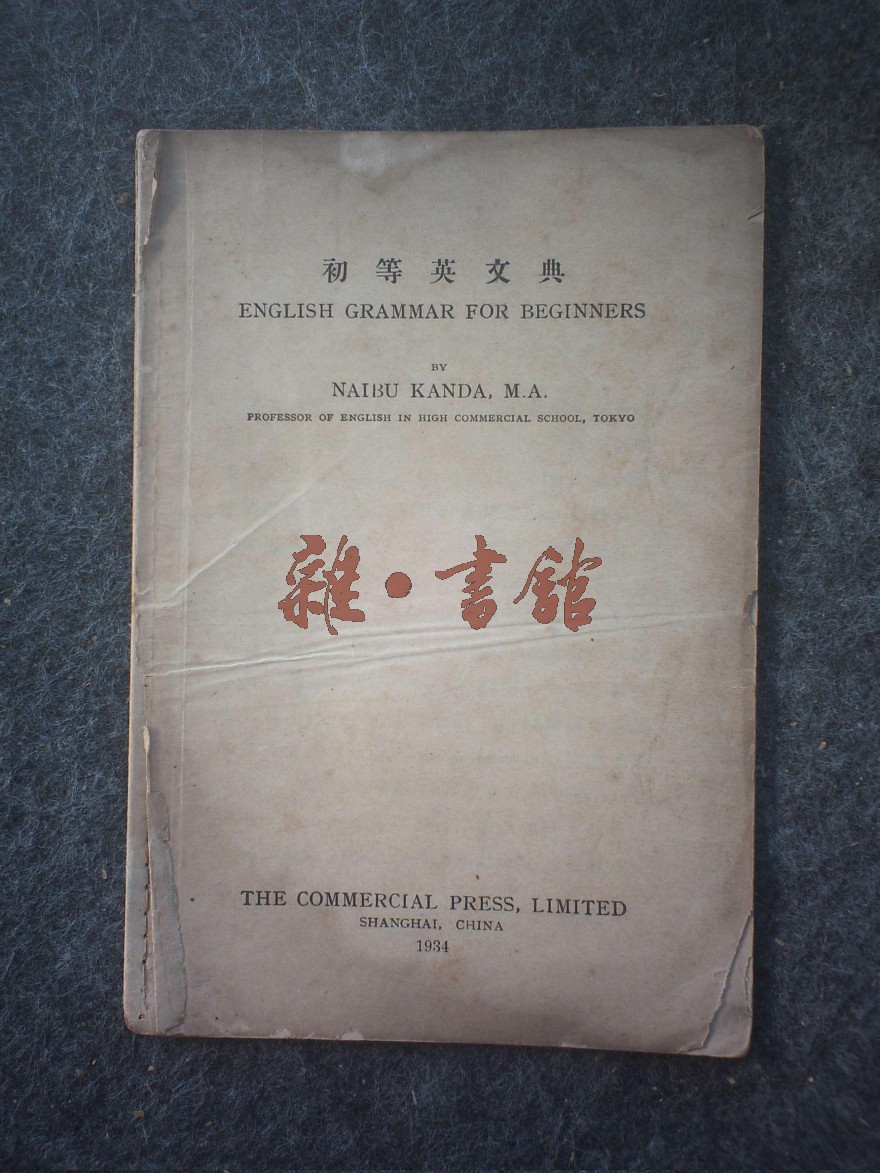 初等英文典
ENGLISH GRAMMAR FOR BEGINNERS
BY
NAIBU KANDA, M.A.
PROFESSOR OF ENGLISH IN HIGH COMMERCIAL SCHOOL, TOKYO
雜·書館
THE COMMERCIAL PRESS, LIMITED
SHANGHAI, CHINA
1934